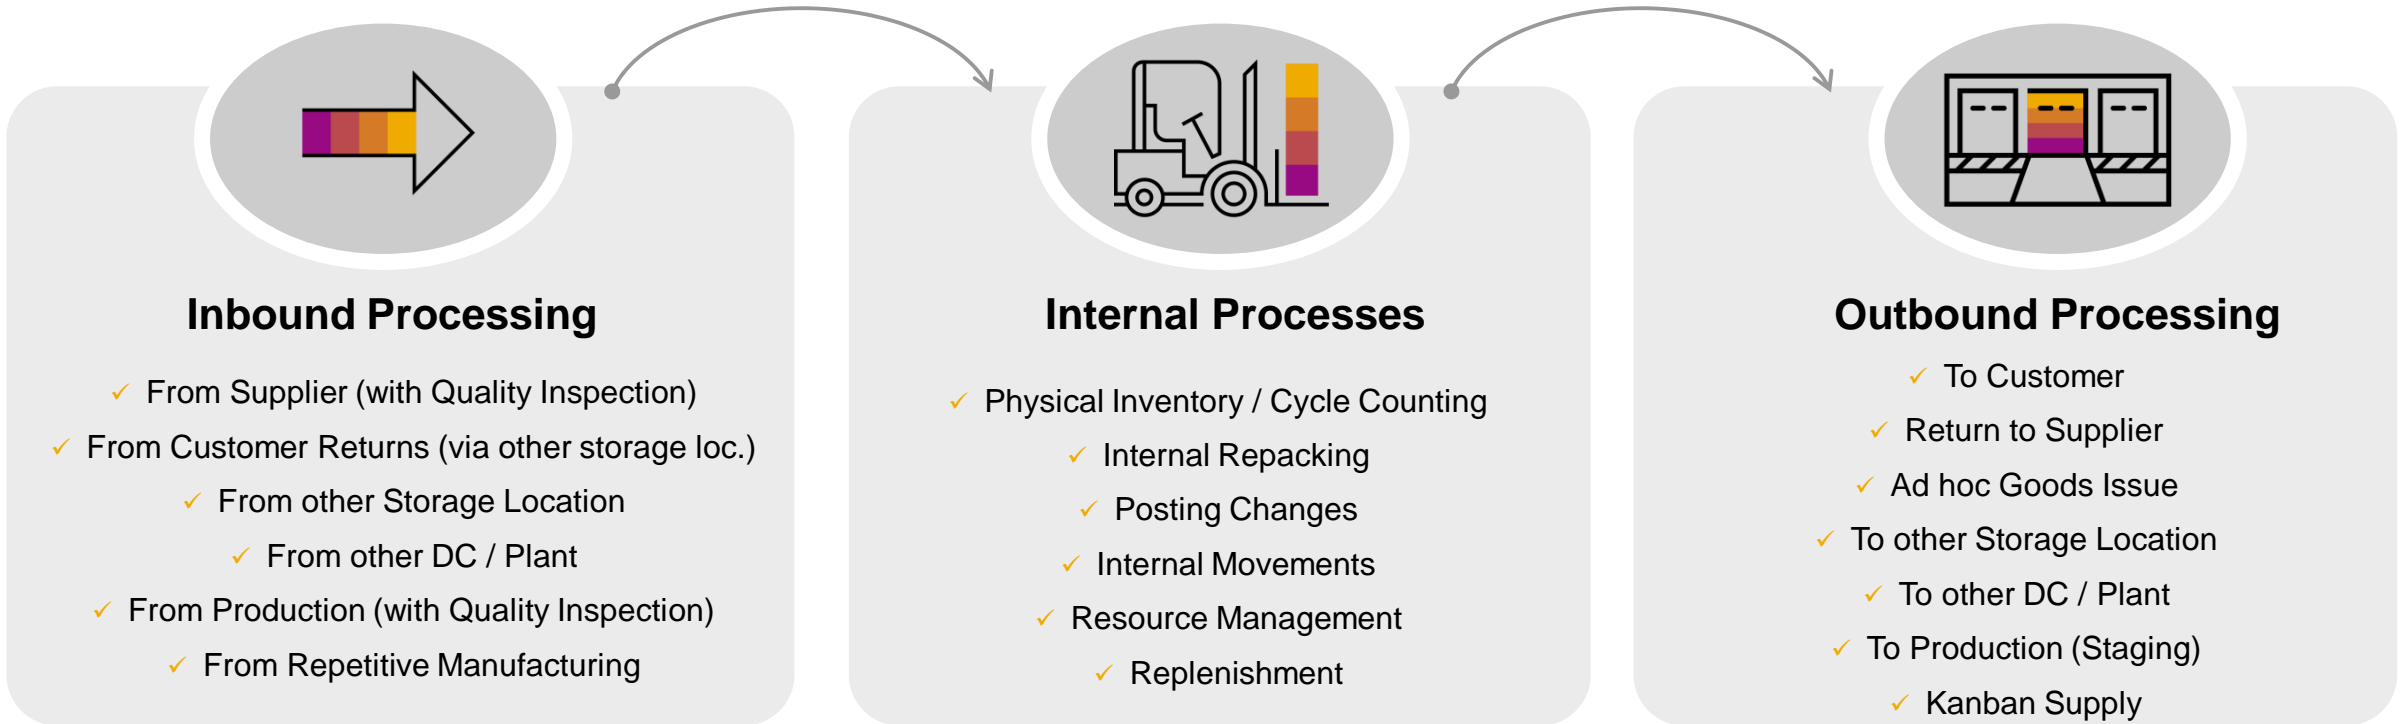 Inbound Processing
From Supplier (with Quality Inspection)
From Customer Returns (via other storage loc.)
From other Storage Location
From other DC / Plant
From Production (with Quality Inspection)
From Repetitive Manufacturing
Internal Processes
Physical Inventory / Cycle Counting
Internal Repacking
Posting Changes
Internal Movements
Resource Management
Replenishment
Outbound Processing
To Customer
Return to Supplier
Ad hoc Goods Issue
To other Storage Location
To other DC / Plant
To Production (Staging)
Kanban Supply